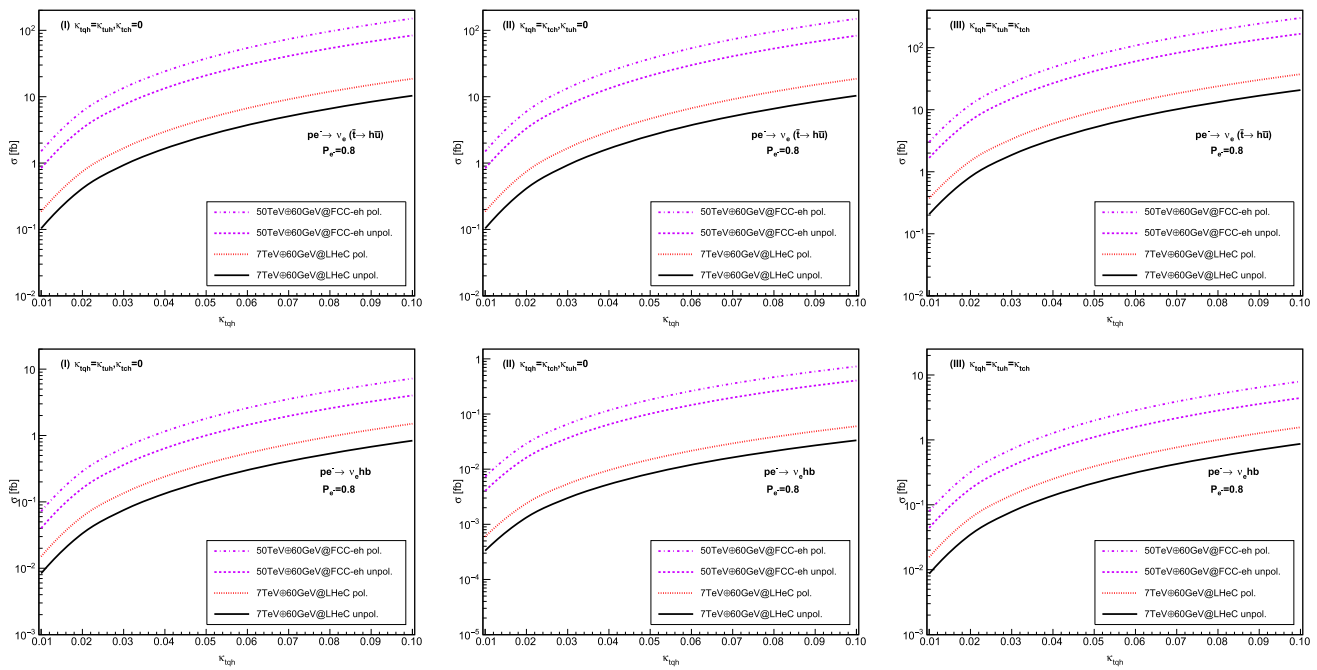 (I) κtqh=κtuh,κtch=0
10²
10
1
10⁻¹
10⁻²
σ [fb]
pe⁻→ νe (t̄→ hū)
Pe⁻=0.8
50TeV⊕60GeV@FCC-eh pol.
50TeV⊕60GeV@FCC-eh unpol.
7TeV⊕60GeV@LHeC pol.
7TeV⊕60GeV@LHeC unpol.
0.01 0.02 0.03 0.04 0.05 0.06 0.07 0.08 0.09 0.10
κtqh
(II) κtqh=κtch,κtuh=0
10²
10
1
10⁻¹
10⁻²
σ [fb]
pe⁻→ νe (t̄→ hū)
Pe⁻=0.8
50TeV⊕60GeV@FCC-eh pol.
50TeV⊕60GeV@FCC-eh unpol.
7TeV⊕60GeV@LHeC pol.
7TeV⊕60GeV@LHeC unpol.
0.01 0.02 0.03 0.04 0.05 0.06 0.07 0.08 0.09 0.10
κtqh
(III) κtqh=κtuh=κtch
10²
10
1
10⁻¹
10⁻²
σ [fb]
pe⁻→ νe (t̄→ hū)
Pe⁻=0.8
50TeV⊕60GeV@FCC-eh pol.
50TeV⊕60GeV@FCC-eh unpol.
7TeV⊕60GeV@LHeC pol.
7TeV⊕60GeV@LHeC unpol.
0.01 0.02 0.03 0.04 0.05 0.06 0.07 0.08 0.09 0.10
κtqh
(I) κtqh=κtuh,κtch=0
10
1
10⁻¹
10⁻²
10⁻³
σ [fb]
pe⁻→ νehb
Pe⁻=0.8
50TeV⊕60GeV@FCC-eh pol.
50TeV⊕60GeV@FCC-eh unpol.
7TeV⊕60GeV@LHeC pol.
7TeV⊕60GeV@LHeC unpol.
0.01 0.02 0.03 0.04 0.05 0.06 0.07 0.08 0.09 0.10
κtqh
(II) κtqh=κtch,κtuh=0
1
10⁻¹
10⁻²
10⁻³
10⁻⁴
10⁻⁵
σ [fb]
pe⁻→ νehb
Pe⁻=0.8
50TeV⊕60GeV@FCC-eh pol.
50TeV⊕60GeV@FCC-eh unpol.
7TeV⊕60GeV@LHeC pol.
7TeV⊕60GeV@LHeC unpol.
0.01 0.02 0.03 0.04 0.05 0.06 0.07 0.08 0.09 0.10
κtqh
(III) κtqh=κtuh=κtch
10
1
10⁻¹
10⁻²
10⁻³
σ [fb]
pe⁻→ νehb
Pe⁻=0.8
50TeV⊕60GeV@FCC-eh pol.
50TeV⊕60GeV@FCC-eh unpol.
7TeV⊕60GeV@LHeC pol.
7TeV⊕60GeV@LHeC unpol.
0.01 0.02 0.03 0.04 0.05 0.06 0.07 0.08 0.09 0.10
κtqh